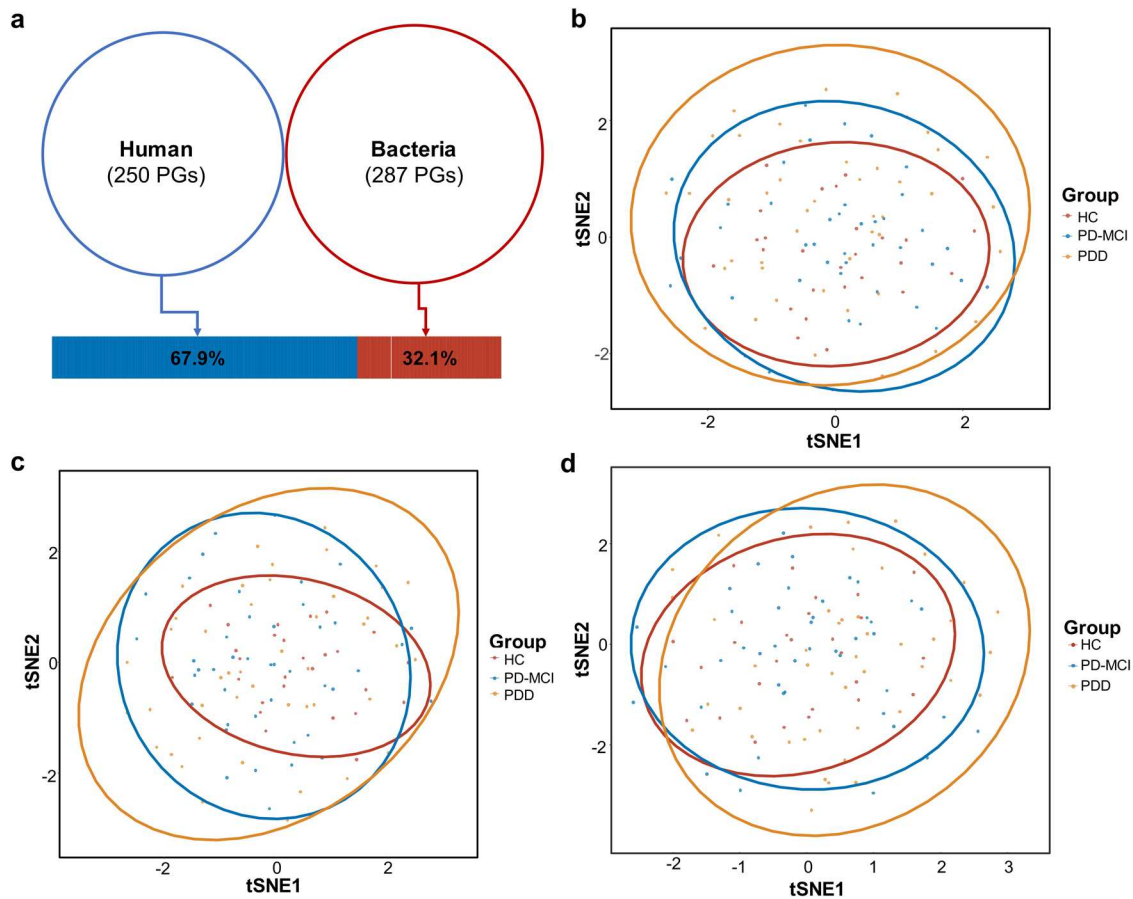 a
Human
(250 PGs)
Bacteria
(287 PGs)
67.9%
32.1%
b
tSNE2
2
0
-2
-2
0
2
tSNE1
Group
HC
PD-MCI
PDD
c
tSNE2
2
0
-2
-2
0
2
tSNE1
Group
HC
PD-MCI
PDD
d
tSNE2
2
0
-2
-2
-1
0
1
2
3
tSNE1
Group
HC
PD-MCI
PDD